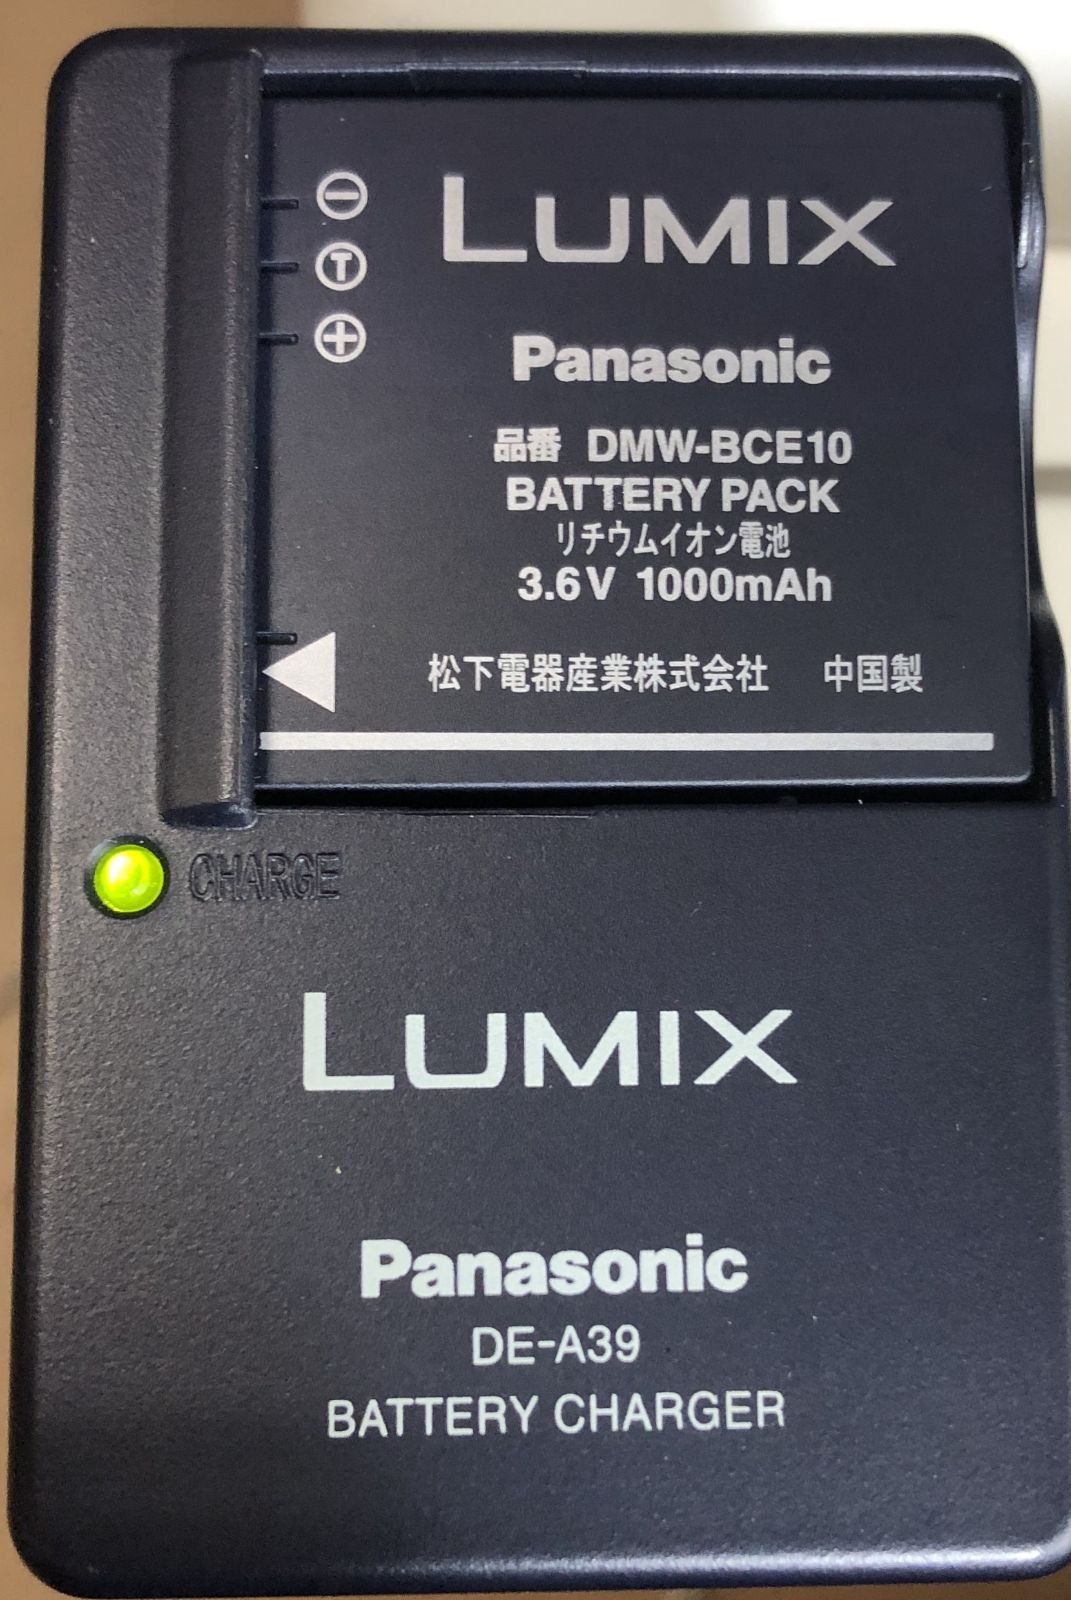 LUMIX
T
Panasonic
品番 DMW-BCE10
BATTERY PACK
リチウムイオン電池
3.6V 1000mAh
松下電器産業株式会社 中国製
CHARGE
LUMIX
Panasonic
DE-A39
BATTERY CHARGER